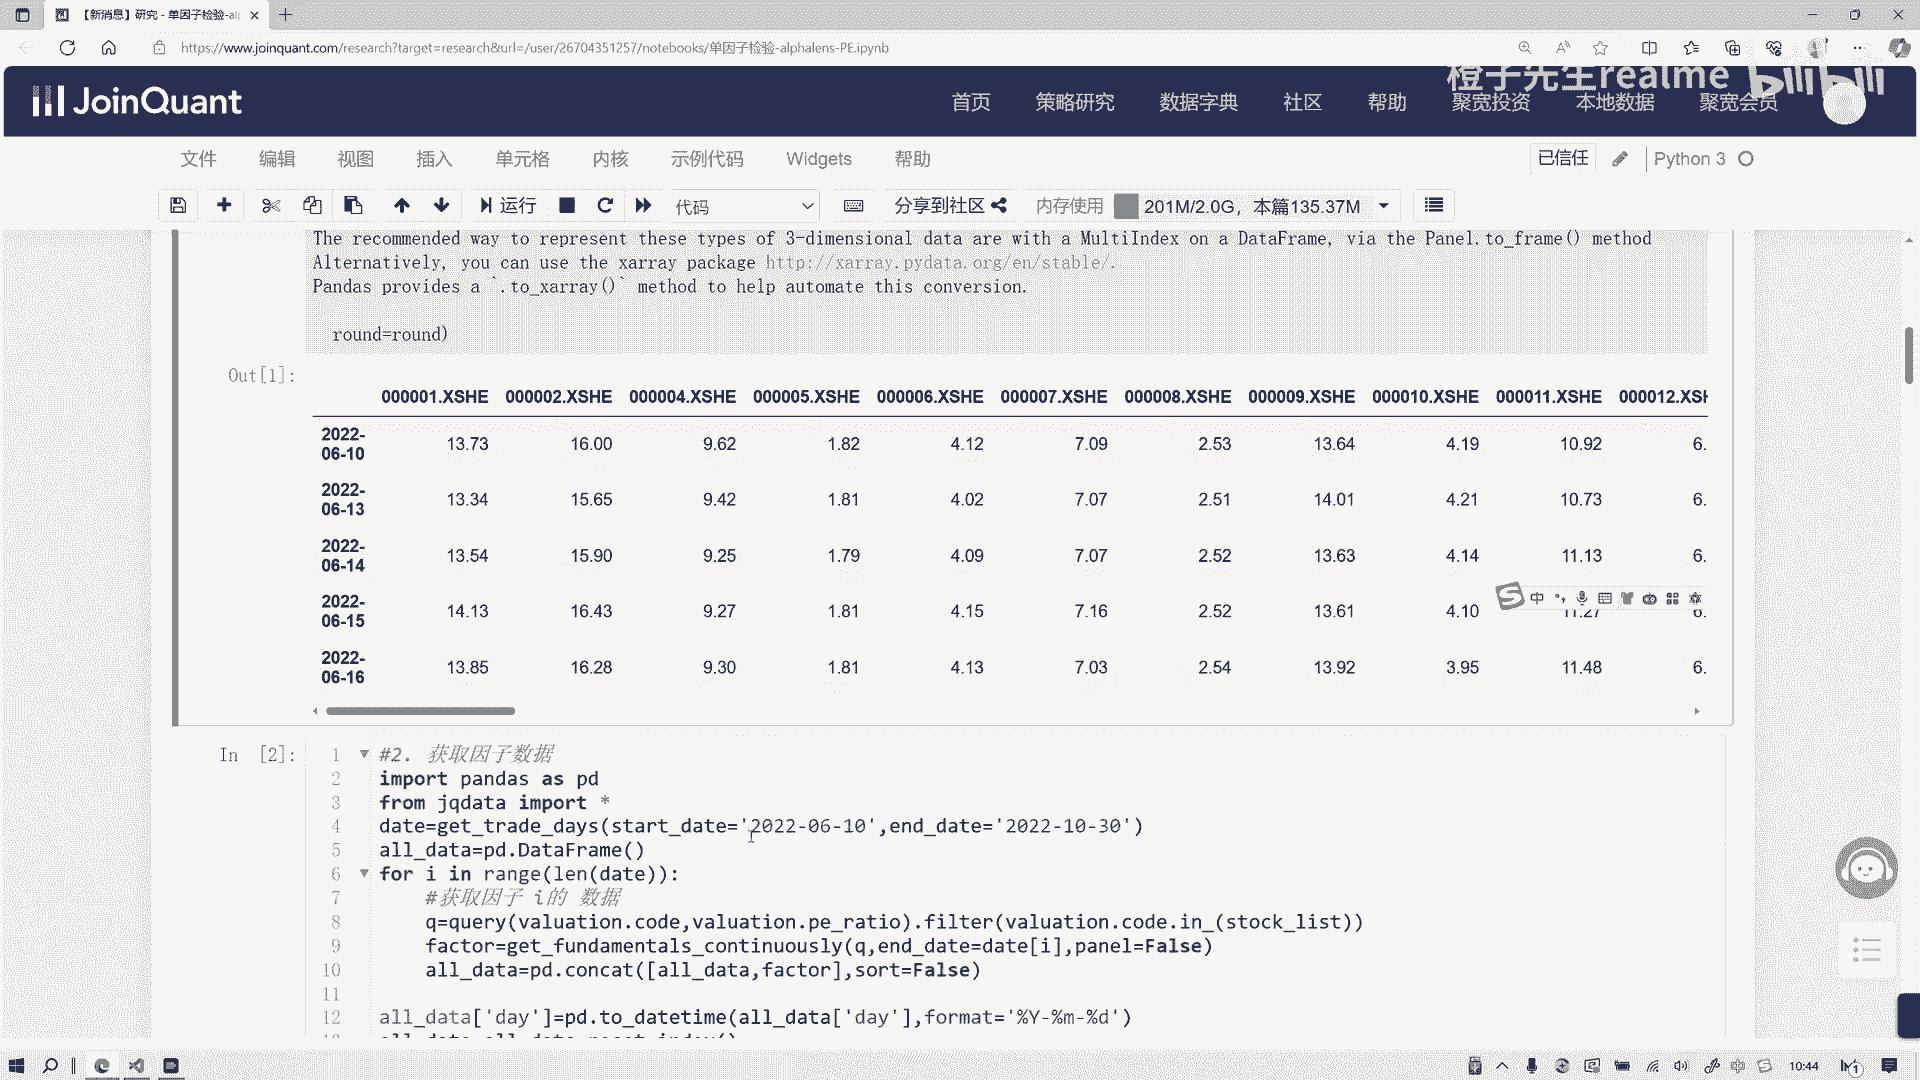 【新消息】研究 - 单因子检验-al
https://www.joinquant.com/research?target=research&url=/user/26704351257/notebooks/单因子检验-alphalens-PE.ipynb
橙子先生realme bilibili
JoinQuant
首页 策略研究 数据字典 社区 帮助 聚宽投资 本地数据 聚宽会员
文件 编辑 视图 插入 单元格 内核 示例代码 Widgets 帮助
已信任 Python 3
运行 代码 分享到社区 内存使用 201M/2.0G，本篇135.37M
The recommended way to represent these types of 3-dimensional data are with a MultiIndex on a DataFrame, via the Panel.to_frame() method
Alternatively, you can use the xarray package http://xarray.pydata.org/en/stable/.
Pandas provides a `.to_xarray()` method to help automate this conversion.
round=round)
Out[1]:
000001.XSHE 000002.XSHE 000004.XSHE 000005.XSHE 000006.XSHE 000007.XSHE 000008.XSHE 000009.XSHE 000010.XSHE 000011.XSHE 000012.XSH
2022-06-10 13.73 16.00 9.62 1.82 4.12 7.09 2.53 13.64 4.19 10.92 6.
2022-06-13 13.34 15.65 9.42 1.81 4.02 7.07 2.51 14.01 4.21 10.73 6.
2022-06-14 13.54 15.90 9.25 1.79 4.09 7.07 2.52 13.63 4.14 11.13 6.
2022-06-15 14.13 16.43 9.27 1.81 4.15 7.16 2.52 13.61 4.10 11.27 6.
2022-06-16 13.85 16.28 9.30 1.81 4.13 7.03 2.54 13.92 3.95 11.48 6.
中
In [2]:
1 #2. 获取因子数据
2 import pandas as pd
3 from jqdata import *
4 date=get_trade_days(start_date='2022-06-10',end_date='2022-10-30')
5 all_data=pd.DataFrame()
6 for i in range(len(date)):
7 #获取因子 i的 数据
8 q=query(valuation.code,valuation.pe_ratio).filter(valuation.code.in_(stock_list))
9 factor=get_fundamentals_continuously(q,end_date=date[i],panel=False)
10 all_data=pd.concat([all_data,factor],sort=False)
11
12 all_data['day']=pd.to_datetime(all_data['day'],format='%Y-%m-%d')
10:44